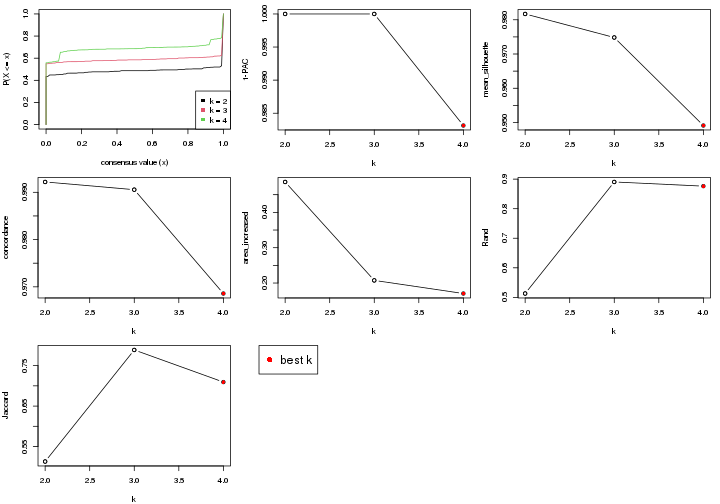 P(X <= x)
0.0 0.2 0.4 0.6 0.8 1.0
k = 2
k = 3
k = 4
0.0 0.2 0.4 0.6 0.8 1.0
consensus value (x)
1-PAC
0.985 0.990 0.995 1.000
2.0 2.5 3.0 3.5 4.0
k
mean_silhouette
0.950 0.960 0.970 0.980
2.0 2.5 3.0 3.5 4.0
k
concordance
0.970 0.980 0.990
2.0 2.5 3.0 3.5 4.0
k
area_increased
0.20 0.30 0.40
2.0 2.5 3.0 3.5 4.0
k
Rand
0.5 0.6 0.7 0.8 0.9
2.0 2.5 3.0 3.5 4.0
k
Jaccard
0.55 0.65 0.75
2.0 2.5 3.0 3.5 4.0
k
best k